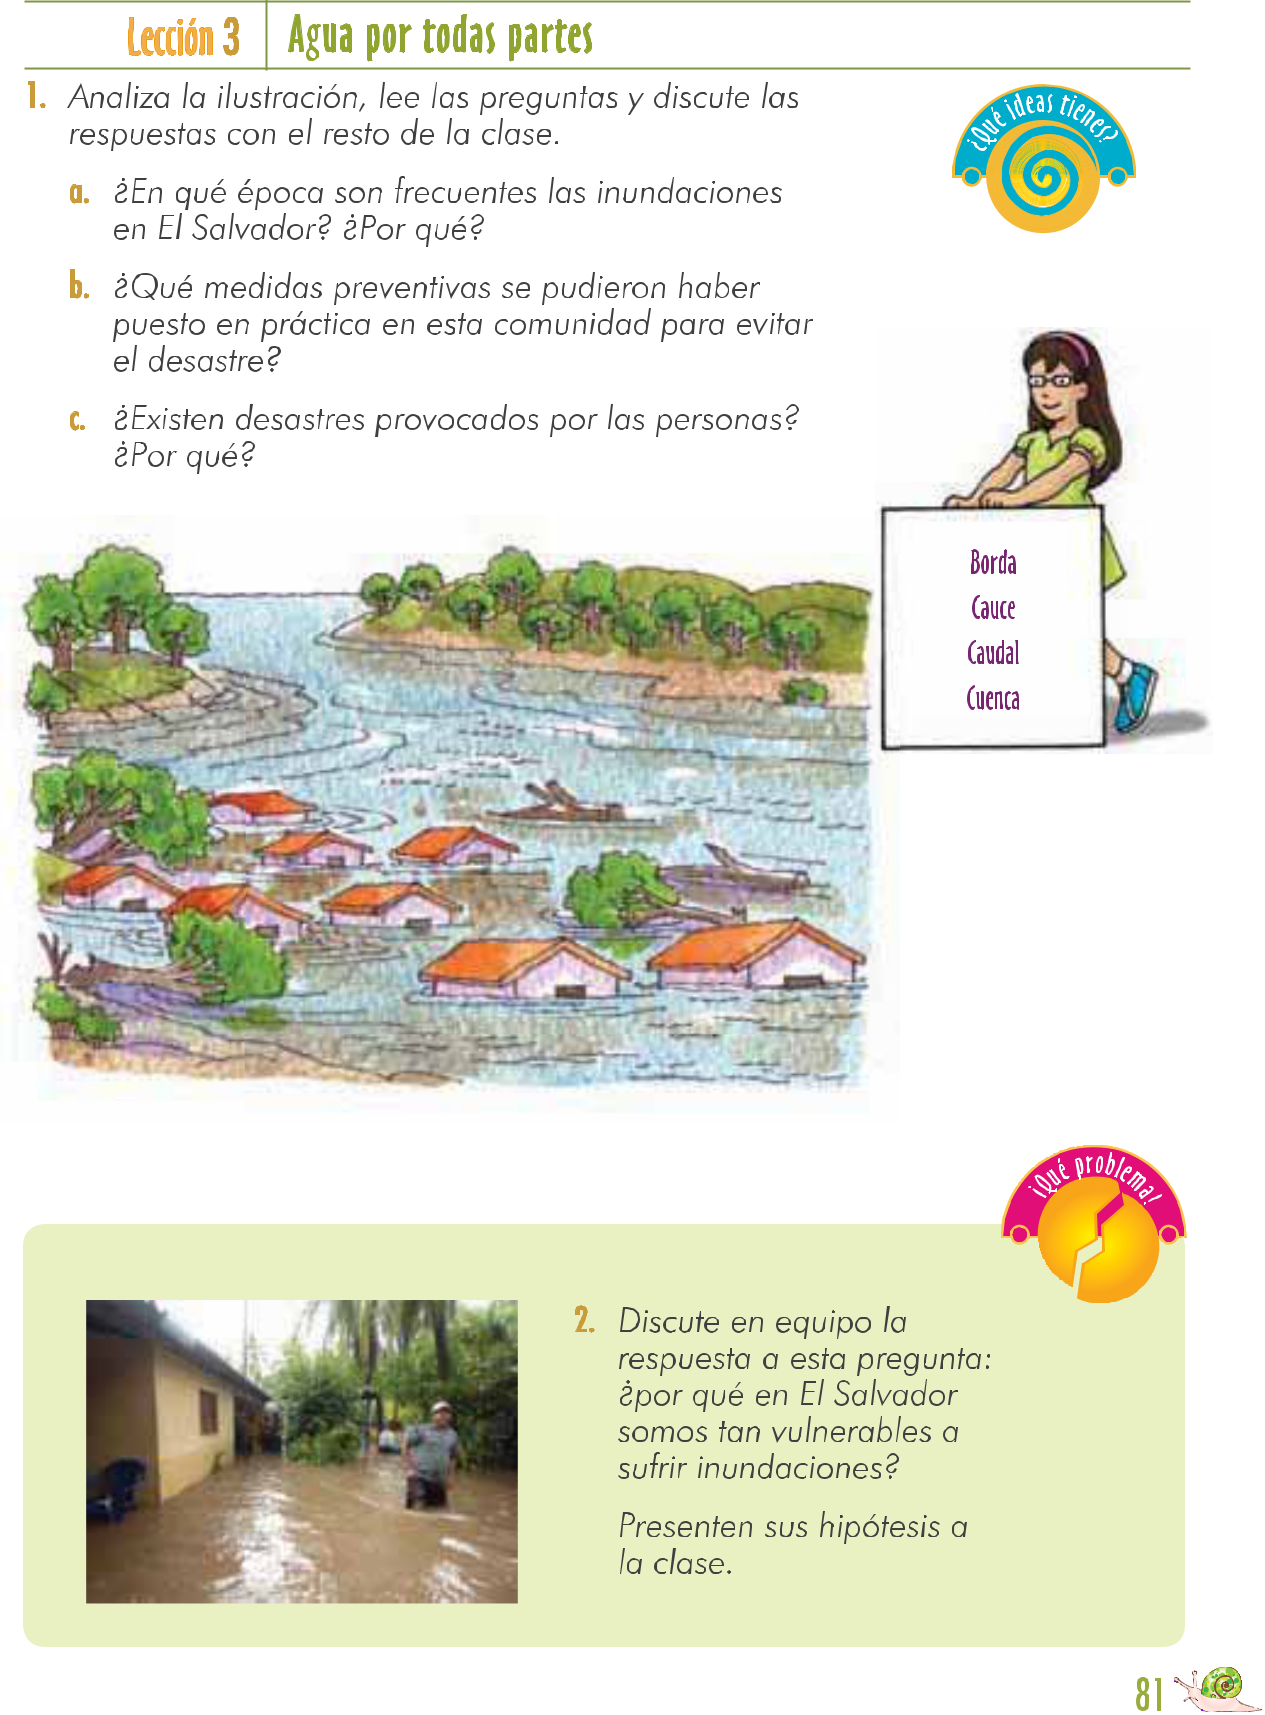 Lección 3
Agua por todas partes
1. Analiza la ilustración, lee las preguntas y discute las
respuestas con el resto de la clase.
¿Qué ideas tienes?
a. ¿En qué época son frecuentes las inundaciones
en El Salvador? ¿Por qué?
b. ¿Qué medidas preventivas se pudieron haber
puesto en práctica en esta comunidad para evitar
el desastre?
c. ¿Existen desastres provocados por las personas?
¿Por qué?
Borda
Cauce
Caudal
Cuenca
¡Qué problema!
2. Discute en equipo la
respuesta a esta pregunta:
¿por qué en El Salvador
somos tan vulnerables a
sufrir inundaciones?
Presenten sus hipótesis a
la clase.
81